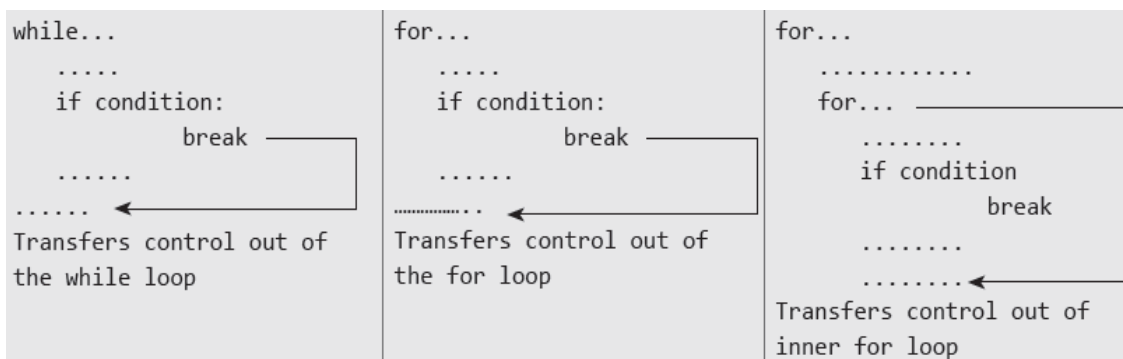 while...
.....
if condition:
break
......
......
Transfers control out of
the while loop
for...
.....
if condition:
break
......
..................
Transfers control out of
the for loop
for...
............
for...
........
if condition
break
........
........
Transfers control out of
inner for loop